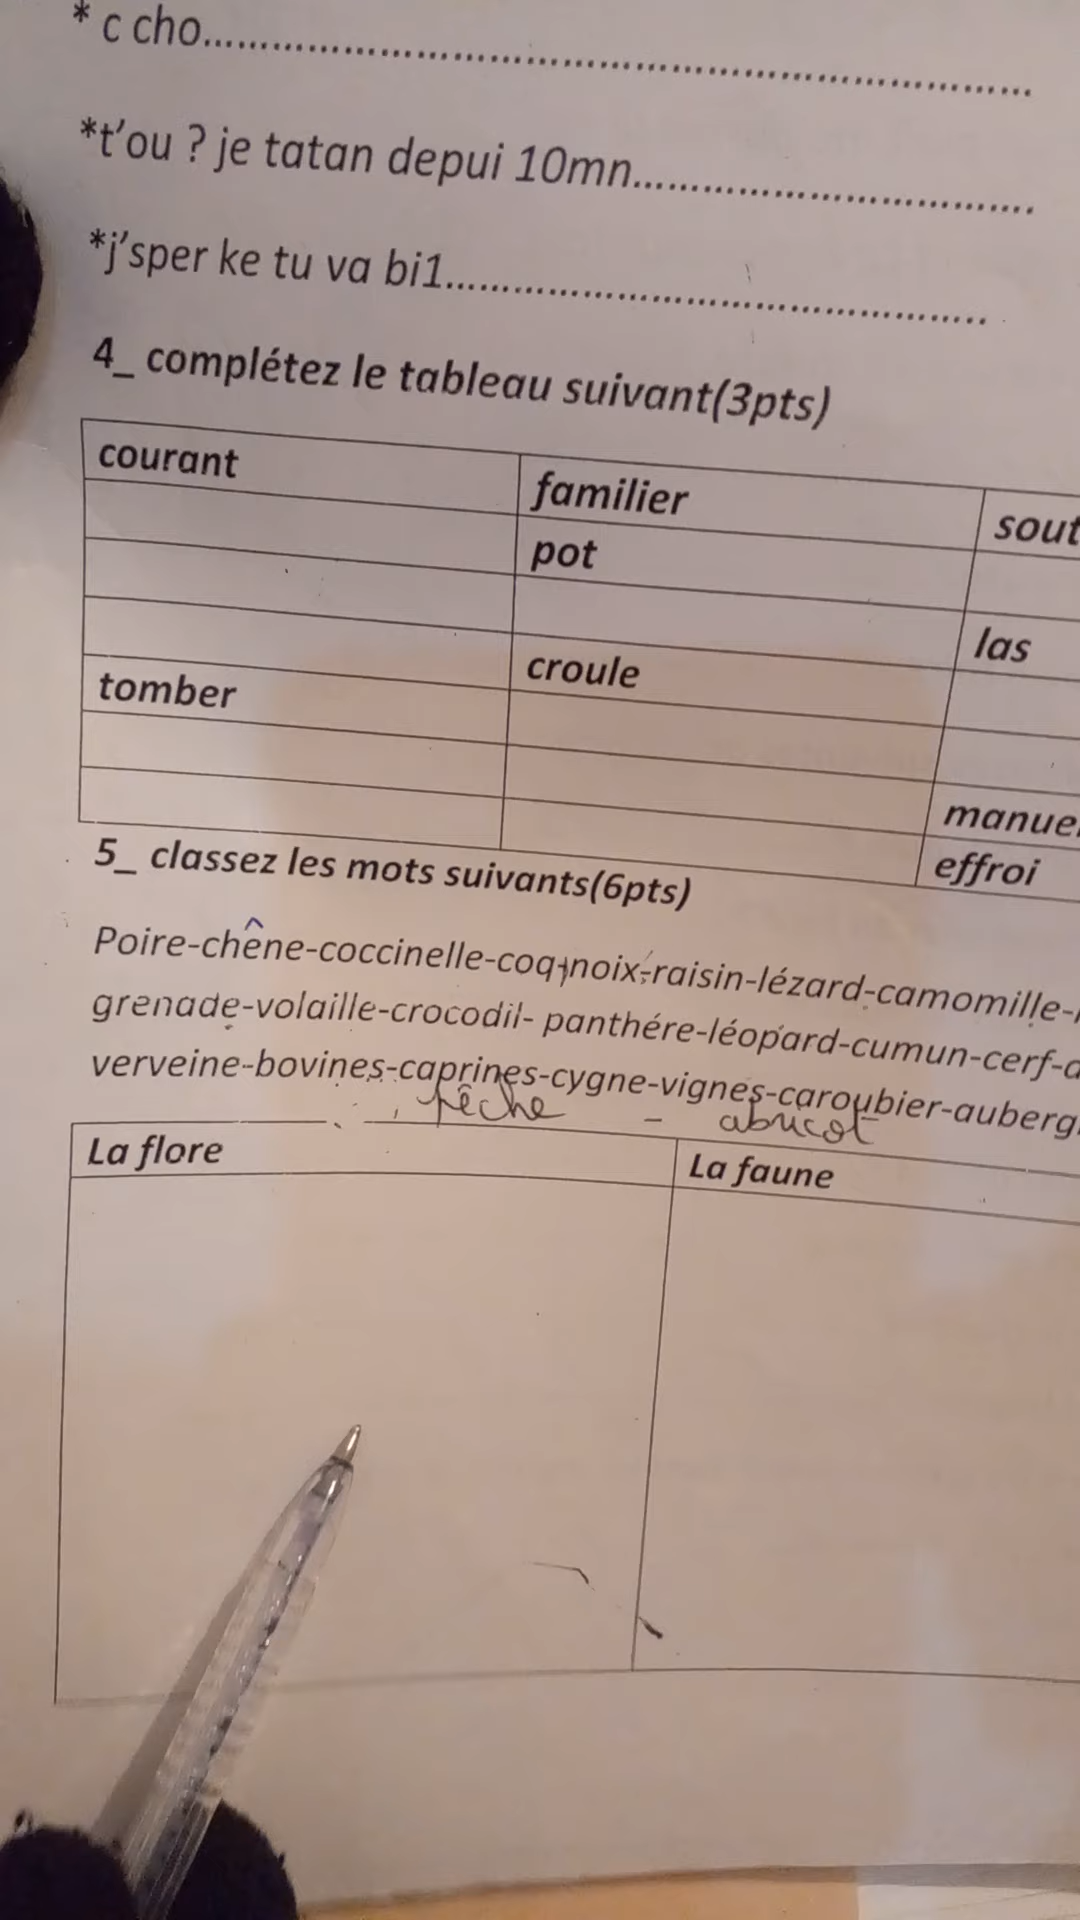 * c cho......................................................................
*t'ou ? je tatan depui 10mn...................................
*j'sper ke tu va bi1...............................................
4_ complétez le tableau suivant(3pts)
courant familier sout
pot
las
croule
tomber
manue
effroi
5_ classez les mots suivants(6pts)
Poire-chêne-coccinelle-coq-noix-raisin-lézard-camomille-
grenade-volaille-crocodil- panthére-léopard-cumun-cerf-
verveine-bovines-caprines-cygne-vignes-caroubier-auberg
pêche - abricot
La flore La faune